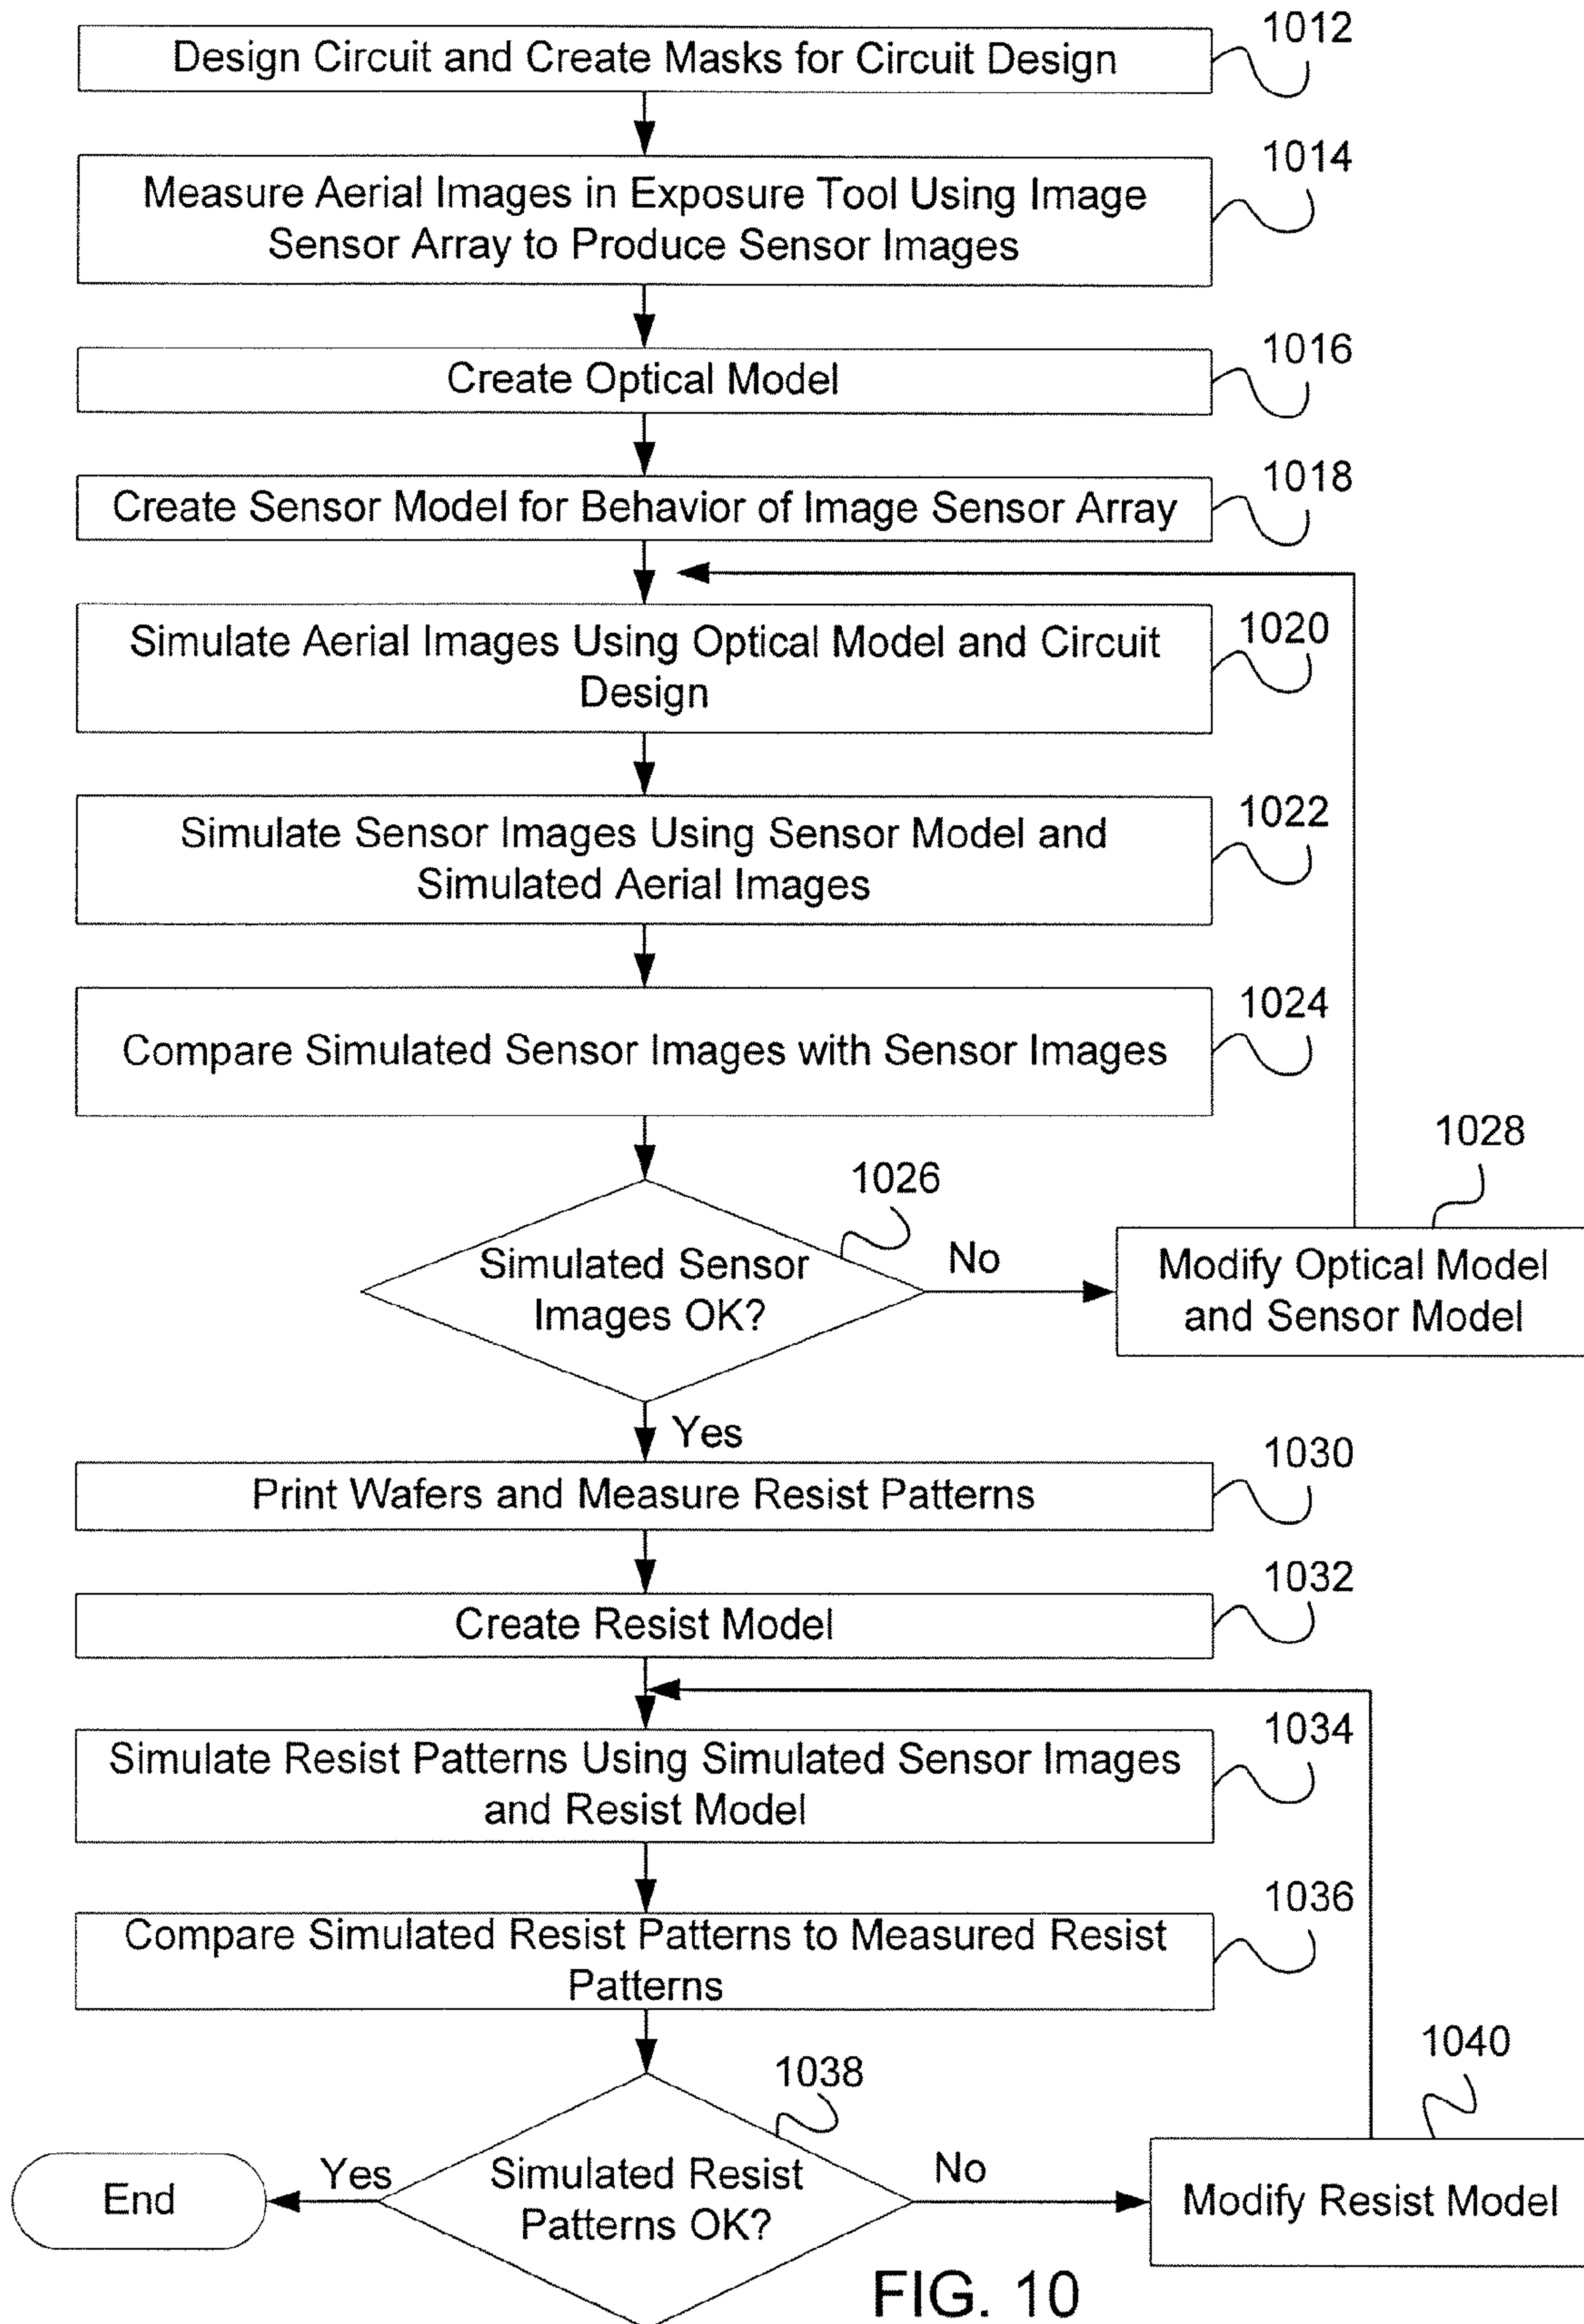 1012
Design Circuit and Create Masks for Circuit Design
1014
Measure Aerial Images in Exposure Tool Using Image
Sensor Array to Produce Sensor Images
1016
Create Optical Model
1018
Create Sensor Model for Behavior of Image Sensor Array
1020
Simulate Aerial Images Using Optical Model and Circuit
Design
1022
Simulate Sensor Images Using Sensor Model and
Simulated Aerial Images
1024
Compare Simulated Sensor Images with Sensor Images
1026
Simulated Sensor
Images OK?
No
1028
Modify Optical Model
and Sensor Model
Yes
1030
Print Wafers and Measure Resist Patterns
1032
Create Resist Model
1034
Simulate Resist Patterns Using Simulated Sensor Images
and Resist Model
1036
Compare Simulated Resist Patterns to Measured Resist
Patterns
1038
Simulated Resist
Patterns OK?
Yes
End
No
1040
Modify Resist Model
FIG. 10